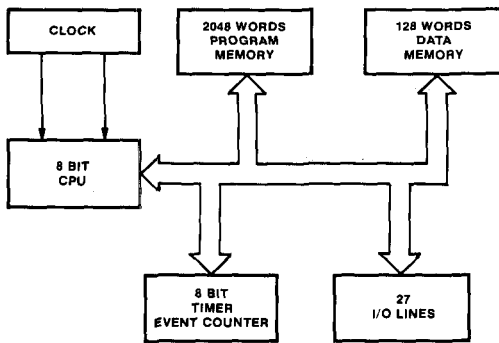 CLOCK
2048 WORDS
PROGRAM
MEMORY
128 WORDS
DATA
MEMORY
8 BIT
CPU
8 BIT
TIMER
EVENT COUNTER
27
I/O LINES